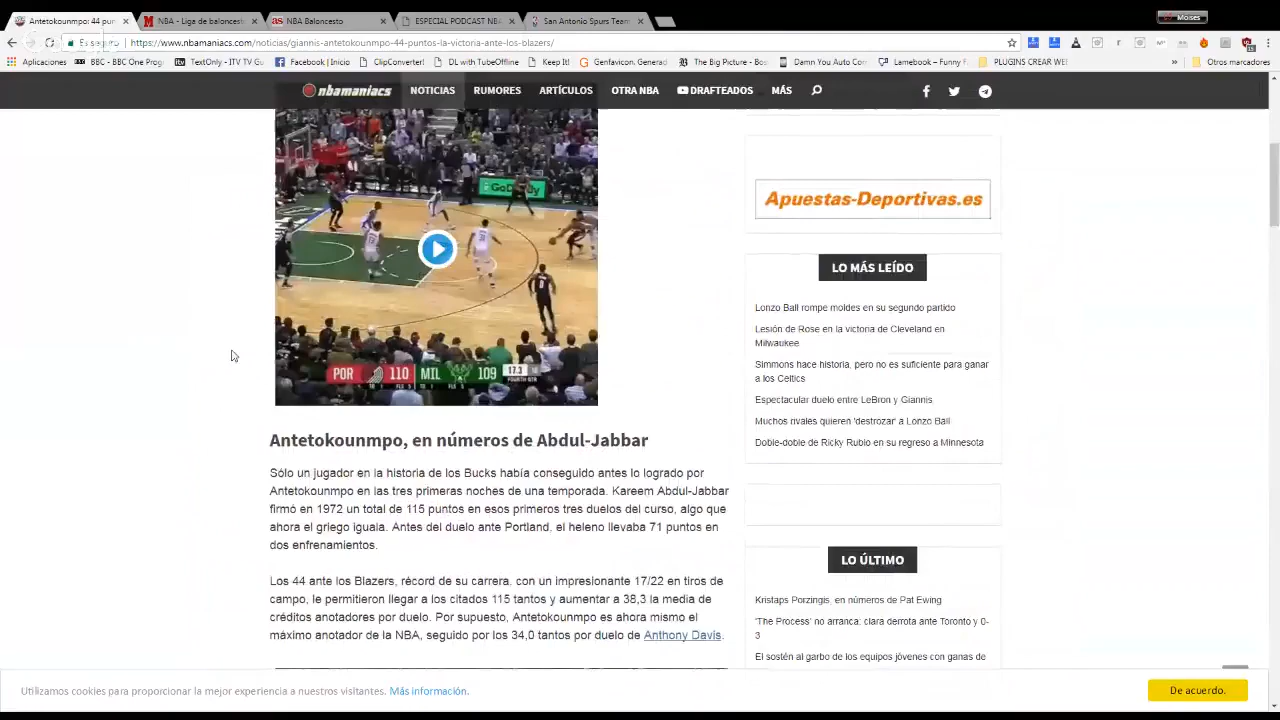 Antetokounmpo: 44 pun
NBA - Liga de baloncesto
NBA Baloncesto
ESPECIAL PODCAST NBA
San Antonio Spurs Team
Moises
Es seguro
https://www.nbamaniacs.com/noticias/giannis-antetokounmpo-44-puntos-la-victoria-ante-los-blazers/
Aplicaciones
BBC - BBC One Prog
TextOnly - ITV TV Gu
Facebook | Inicio
ClipConverter!
DL with TubeOffline
Keep It!
Genfavicon. Generad
The Big Picture - Bos
Damn You Auto Corr
Lamebook – Funny F
PLUGINS CREAR WEB
»
Otros marcadores
nbamaniacs
NOTICIAS
RUMORES
ARTÍCULOS
OTRA NBA
DRAFTEADOS
MÁS
GoDaddy
POR 110 MIL 109 17.3
FOURTH QTR
Antetokounmpo, en números de Abdul-Jabbar
Sólo un jugador en la historia de los Bucks había conseguido antes lo logrado por
Antetokounmpo en las tres primeras noches de una temporada. Kareem Abdul-Jabbar
firmó en 1972 un total de 115 puntos en esos primeros tres duelos del curso, algo que
ahora el griego iguala. Antes del duelo ante Portland, el heleno llevaba 71 puntos en
dos enfrenamientos.
Los 44 ante los Blazers, récord de su carrera, con un impresionante 17/22 en tiros de
campo, le permitieron llegar a los citados 115 tantos y aumentar a 38,3 la media de
créditos anotadores por duelo. Por supuesto, Antetokounmpo es ahora mismo el
máximo anotador de la NBA, seguido por los 34,0 tantos por duelo de Anthony Davis.
Apuestas-Deportivas.es
LO MÁS LEÍDO
Lonzo Ball rompe moldes en su segundo partido
Lesión de Rose en la victoria de Cleveland en
Milwaukee
Simmons hace historia, pero no es suficiente para ganar
a los Celtics
Espectacular duelo entre LeBron y Giannis
Muchos rivales quieren 'destrozar' a Lonzo Ball
Doble-doble de Ricky Rubio en su regreso a Minnesota
LO ÚLTIMO
Kristaps Porzingis, en números de Pat Ewing
'The Process' no arranca: clara derrota ante Toronto y 0-
3
El sostén al garbo de los equipos jóvenes con ganas de
Utilizamos cookies para proporcionar la mejor experiencia a nuestros visitantes. Más información.
De acuerdo.